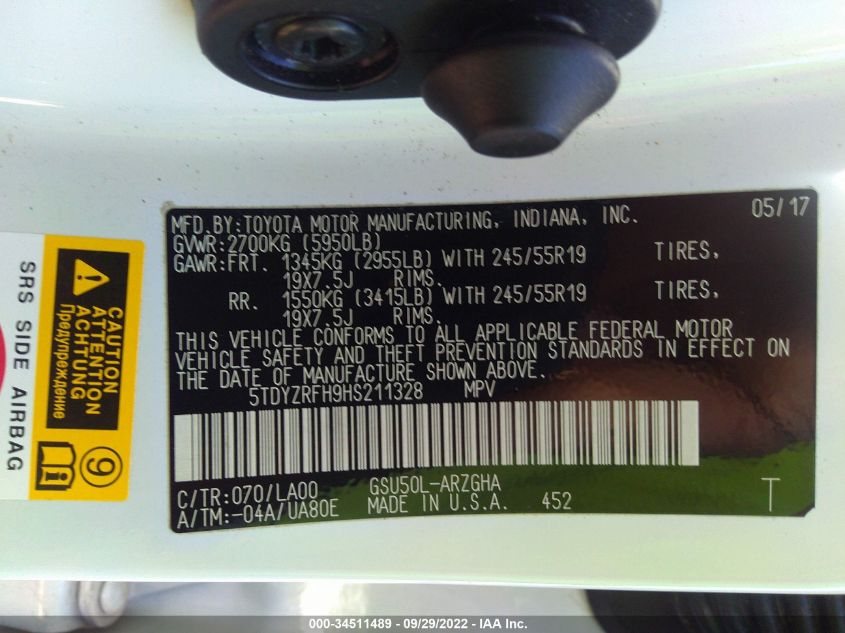 MFD.BY:TOYOTA MOTOR MANUFACTURING, INDIANA, INC. 05/17
GVWR:2700KG (5950LB)
GAWR:FRT. 1345KG (2955LB) WITH 245/55R19 TIRES,
19X7.5J RIMS.
RR. 1550KG (3415LB) WITH 245/55R19 TIRES,
19X7.5J RIMS.
THIS VEHICLE CONFORMS TO ALL APPLICABLE FEDERAL MOTOR
VEHICLE SAFETY AND THEFT PREVENTION STANDARDS IN EFFECT ON
THE DATE OF MANUFACTURE SHOWN ABOVE.
5TDYZRFH9HS211328 MPV
C/TR:070/LA00 GSU50L-ARZGHA
A/TM:-04A/UA80E MADE IN U.S.A. 452 T
SRS SIDE AIRBAG
CAUTION
ATTENTION
ACHTUNG
Предупреждение
9
000-34511489 - 09/29/2022 - IAA Inc.